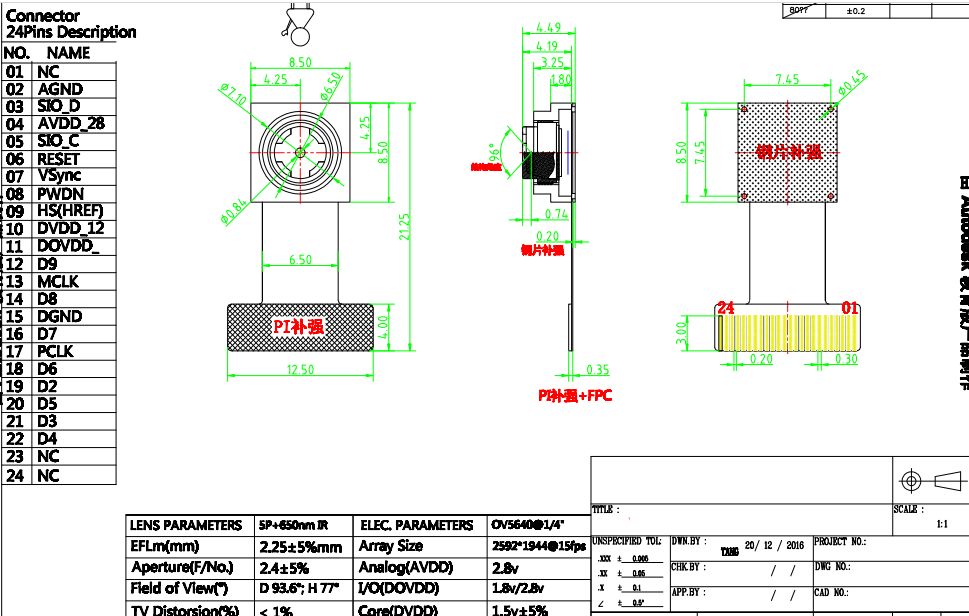 Connector
24Pins Description
NO. NAME
01 NC
02 AGND
03 SIO_D
04 AVDD_28
05 SIO_C
06 RESET
07 VSync
08 PWDN
09 HS(HREF)
10 DVDD_12
11 DOVDD_
12 D9
13 MCLK
14 D8
15 DGND
16 D7
17 PCLK
18 D6
19 D2
20 D5
21 D3
22 D4
23 NC
24 NC
±0.2
8.50
4.25
Ø7.10
Ø6.50
4.25
8.50
21.25
Ø0.84
6.50
PI补强
4.00
12.50
4.49
4.19
3.25
1.80
96°
0.74
0.20
钢片补强
0.35
PI补强+FPC
7.45
Ø0.45
8.50
7.45
钢片补强
24 01
3.00
0.20
0.30
LENS PARAMETERS 5P+650nm IR ELEC. PARAMETERS OV5640@1/4"
EFLm(mm) 2.25±5%mm Array Size 2592*1944@15fps
Aperture(F/No.) 2.4±5% Analog(AVDD) 2.8v
Field of View(°) D 93.6°; H 77° I/O(DOVDD) 1.8v/2.8v
TV Distorsion(%) < 1% Core(DVDD) 1.5v±5%
TITLE :
SCALE :
1:1
UNSPECIFIED TOL:
.XXX ± 0.005
.XX ± 0.05
.X ± 0.1
∠ ± 0.5°
DWN.BY : TANG 20/ 12 / 2016
CHK.BY : / /
APP.BY : / /
PROJECT NO.:
DWG NO.:
CAD NO.: